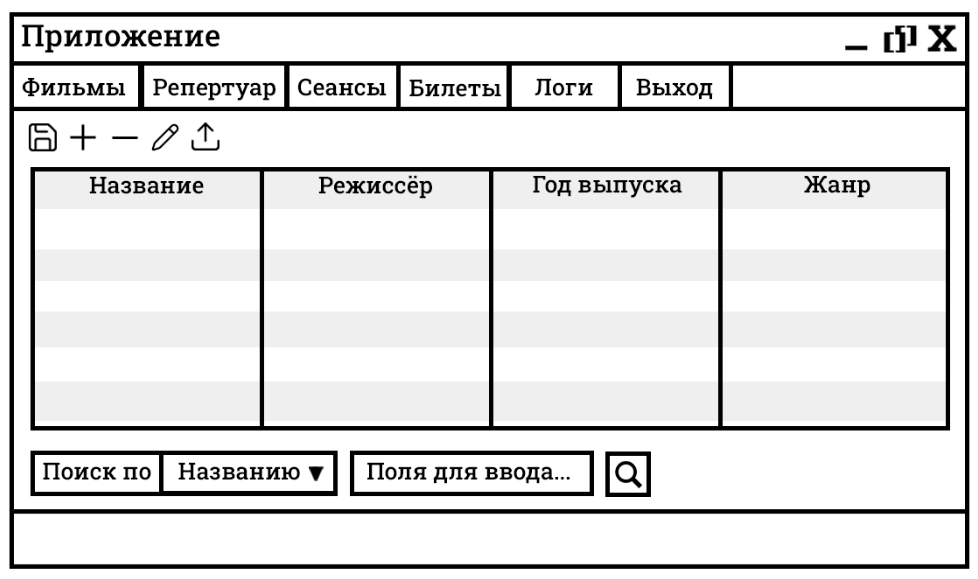 Приложение
Фильмы Репертуар Сеансы Билеты Логи Выход
Название Режиссёр Год выпуска Жанр
Поиск по Названию ▼ Поля для ввода...